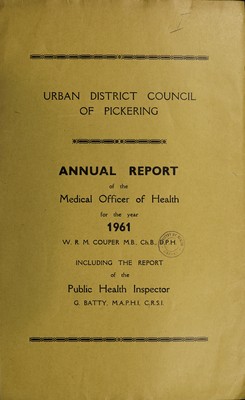 URBAN DISTRICT COUNCIL
OF PICKERING
ANNUAL REPORT
of the
Medical Officer of Health
for the year
1961
W. R. M. COUPER M.B., Ch.B., D.P.H.
INCLUDING THE REPORT
of the
Public Health Inspector
G. BATTY, M.A.P.H.I., C.R.S.I.